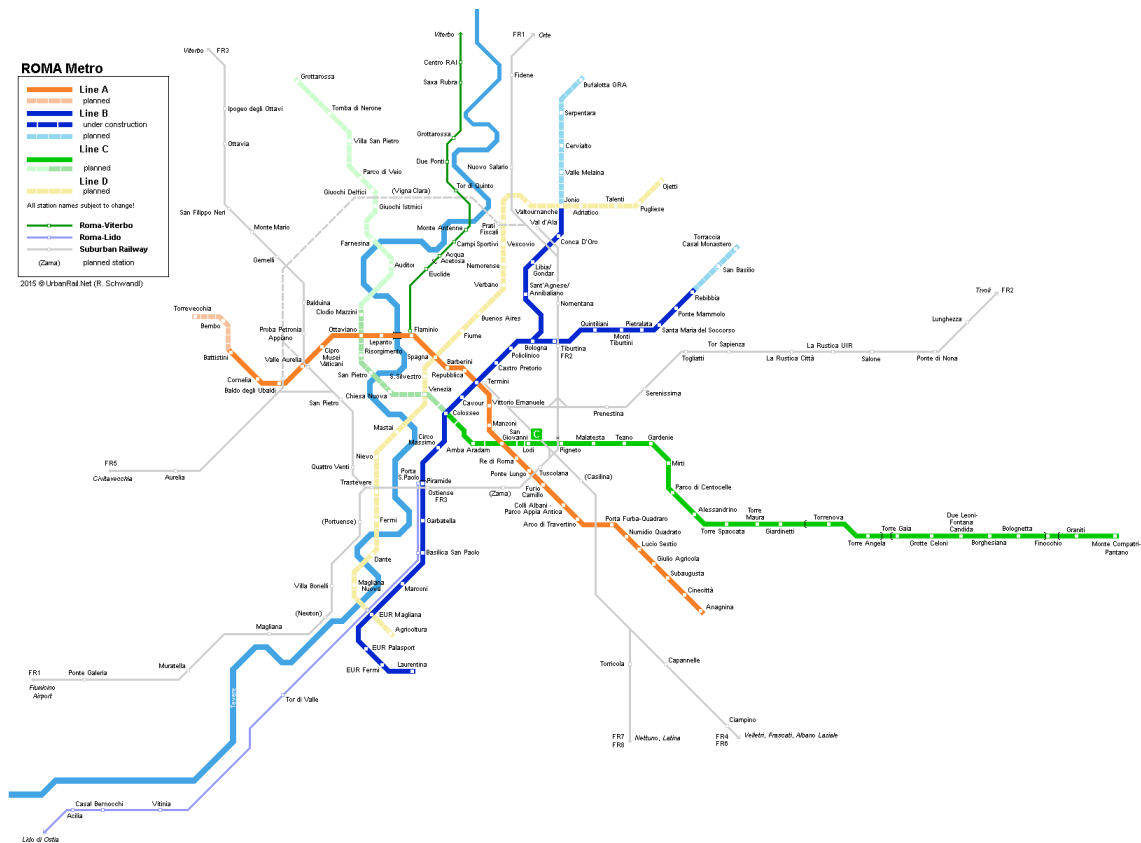 ROMA Metro
Line A
planned
Line B
under construction
planned
Line C
planned
Line D
planned
All station names subject to change!
Roma-Viterbo
Roma-Lido
Suburban Railway
(Zama) planned station
2015 @ UrbanRail.Net (R. Schwandl)
Viterbo
FR3
Ipogeo degli Ottavi
Ottavia
San Filippo Neri
Monte Mario
Gemelli
Balduina
Proba Petronia
Appiano
Valle Aurelia
Grottarossa
Tomba di Nerone
Villa San Pietro
Parco di Veio
Giuochi Delfici
(Vigna Clara)
Giuochi Istmici
Farnesina
Auditorio
Clodio Mazzini
Risorgimento
San Pietro
Chiesa Nuova
Viterbo
Centro RAI
Saxa Rubra
Grottarossa
Due Ponti
Tor di Quinto
Monte Antenne
Campi Sportivi
Acqua
Acetosa
Euclide
Flaminio
FR1
Orte
Fidene
Nuovo Salario
Prati
Fiscali
Val d'Ala
Nomentana
Bufalotta GRA
Serpentara
Cervialto
Valle Melaina
Jonio
Conca D'Oro
Libia/
Gondar
Sant'Agnese/
Annibaliano
Bologna
Policlinico
Castro Pretorio
Termini
Cavour
Colosseo
Circo
Massimo
Porta
S.Paolo
Piramide
Ostiense
FR3
Garbatella
Basilica San Paolo
Marconi
EUR Magliana
EUR Palasport
EUR Fermi
Laurentina
Torraccia
Casal Monastero
San Basilio
Rebibbia
Ponte Mammolo
Santa Maria del Soccorso
Pietralata
Monti
Tiburtini
Quintiliani
Tiburtina
FR2
Ojetti
Pugliese
Talenti
Adriatico
Valtournanche
Vescovio
Nemorense
Verbano
Buenos Aires
Fiume
Spagna
S.Silvestro
Venezia
Mastai
Nievo
Trastevere
Fermi
Dante
Magliana
Nuova
Agricoltura
Torrevecchia
Bembo
Battistini
Cornelia
Baldo degli Ubaldi
Cipro
Musei
Vaticani
Ottaviano
Lepanto
Barberini
Repubblica
Vittorio Emanuele
Manzoni
San
Giovanni
Re di Roma
Ponte Lungo
Furio
Camillo
Colli Albani -
Parco Appia Antica
Arco di Travertino
Porta Furba-Quadraro
Numidio Quadrato
Lucio Sestio
Giulio Agricola
Subaugusta
Cinecittà
Anagnina
C
Amba Aradam
Lodi
Pigneto
Malatesta
Teano
Gardenie
Mirti
Parco di Centocelle
Alessandrino
Torre Spaccata
Torre
Maura
Giardinetti
Torrenova
Torre Angela
Torre Gaia
Grotte Celoni
Due Leoni-
Fontana
Candida
Borghesiana
Bolognetta
Finocchio
Graniti
Monte Compatri-
Pantano
Tivoli
FR2
Lunghezza
Ponte di Nona
Salone
La Rustica UIR
La Rustica Città
Tor Sapienza
Togliatti
Serenissima
Prenestina
Tuscolana
(Casilina)
(Zama)
San Pietro
Quattro Venti
FR5
Civitavecchia
Aurelia
(Portuense)
Villa Bonelli
(Newton)
Magliana
Muratella
Ponte Galeria
FR1
Fiumicino
Airport
Tevere
Tor di Valle
Vitinia
Casal Bernocchi
Acilia
Lido di Ostia
Torricola
Capannelle
Ciampino
FR7
FR8
Nettuno, Latina
FR4
FR6
Velletri, Frascati, Albano Laziale